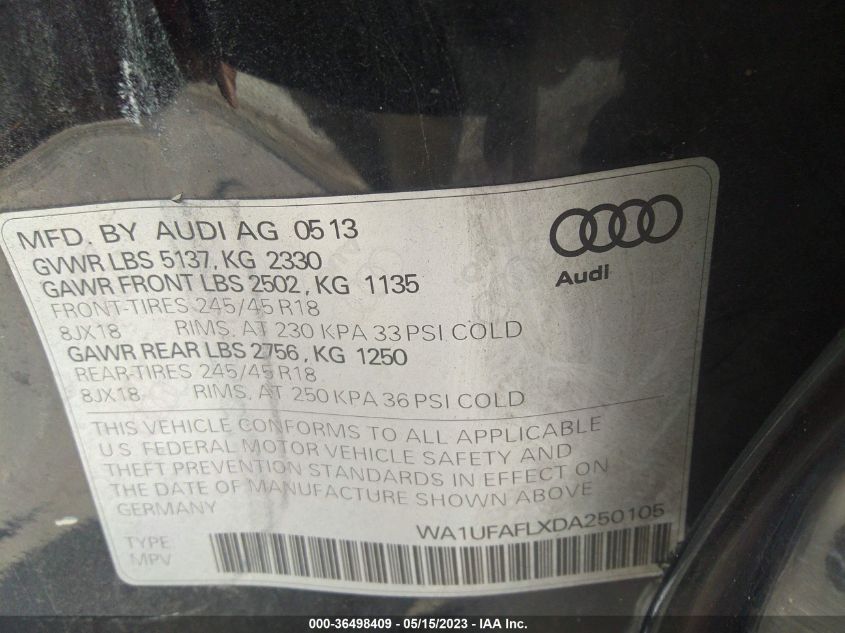 MFD. BY AUDI AG 05 13
GVWR LBS 5137, KG 2330
GAWR FRONT LBS 2502, KG 1135
FRONT-TIRES 245/45 R18
8JX18 RIMS, AT 230 KPA 33 PSI COLD
GAWR REAR LBS 2756, KG 1250
REAR-TIRES 245/45 R18
8JX18 RIMS, AT 250 KPA 36 PSI COLD
Audi
THIS VEHICLE CONFORMS TO ALL APPLICABLE
U.S. FEDERAL MOTOR VEHICLE SAFETY AND
THEFT PREVENTION STANDARDS IN EFFECT ON
THE DATE OF MANUFACTURE SHOWN ABOVE
GERMANY
WA1UFAFLXDA250105
TYPE
MPV
000-36498409 - 05/15/2023 - IAA Inc.